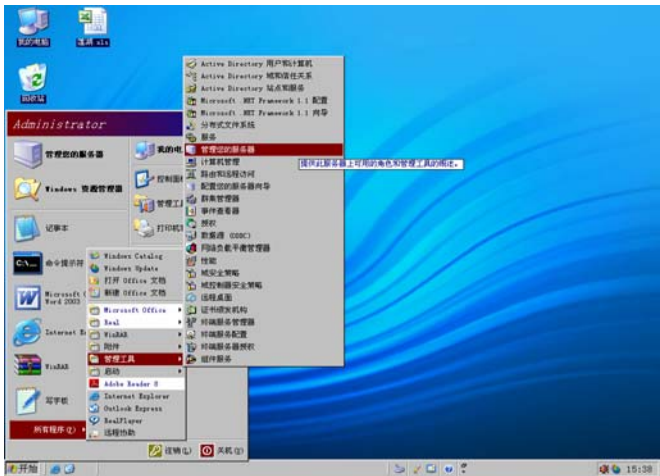 我的电脑
回收站
Administrator
管理您的服务器
Windows 资源管理器
记事本
命令提示符
Microsoft
Word 2003
Internet
WinRAR
写字板
所有程序(P)
我的电
控制面
管理工
打印机
Windows Catalog
Windows Update
打开 Office 文档
新建 Office 文档
Microsoft Office
Real
WinRAR
附件
管理工具
启动
Adobe Reader 8
Internet Explorer
Outlook Express
RealPlayer
远程协助
注销(L)
关机(U)
Active Directory 用户和计算机
Active Directory 域和信任关系
Active Directory 站点和服务
Microsoft .NET Framework 1.1 配置
Microsoft .NET Framework 1.1 向导
分布式文件系统
服务
管理您的服务器
提供此服务器上可用的角色和管理工具的概述。
计算机管理
路由和远程访问
配置您的服务器向导
群集管理器
事件查看器
授权
数据源 (ODBC)
网络负载平衡管理器
性能
域安全策略
域控制器安全策略
远程桌面
证书颁发机构
终端服务管理器
终端服务配置
终端服务器授权
组件服务
开始
15:38